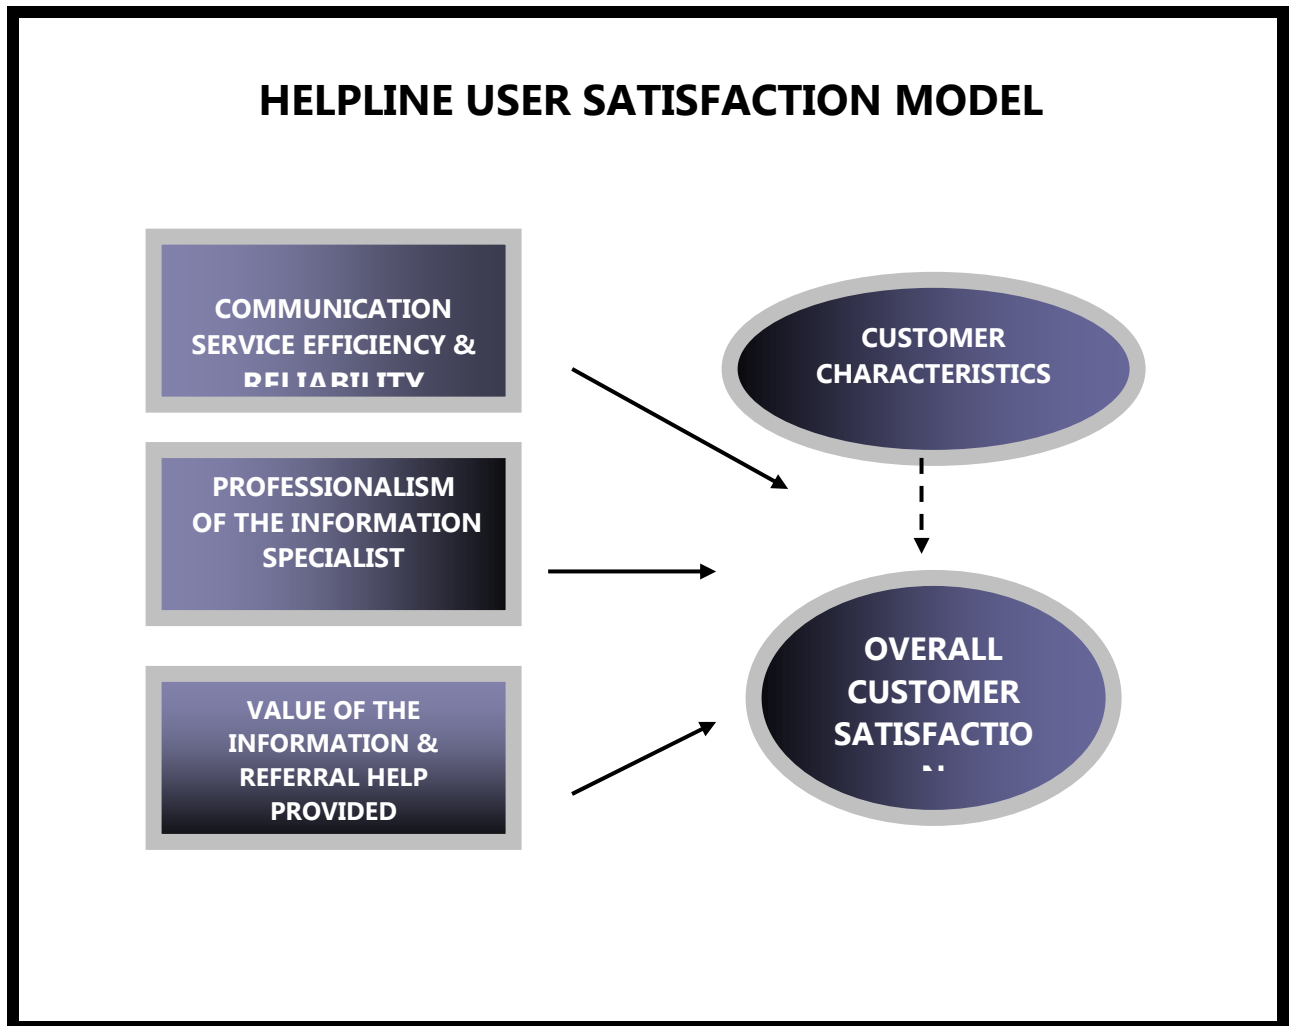 HELPLINE USER SATISFACTION MODEL
COMMUNICATION
SERVICE EFFICIENCY &
RELIABILITY
CUSTOMER
CHARACTERISTICS
PROFESSIONALISM
OF THE INFORMATION
SPECIALIST
OVERALL
CUSTOMER
SATISFACTIO
N
VALUE OF THE
INFORMATION &
REFERRAL HELP
PROVIDED